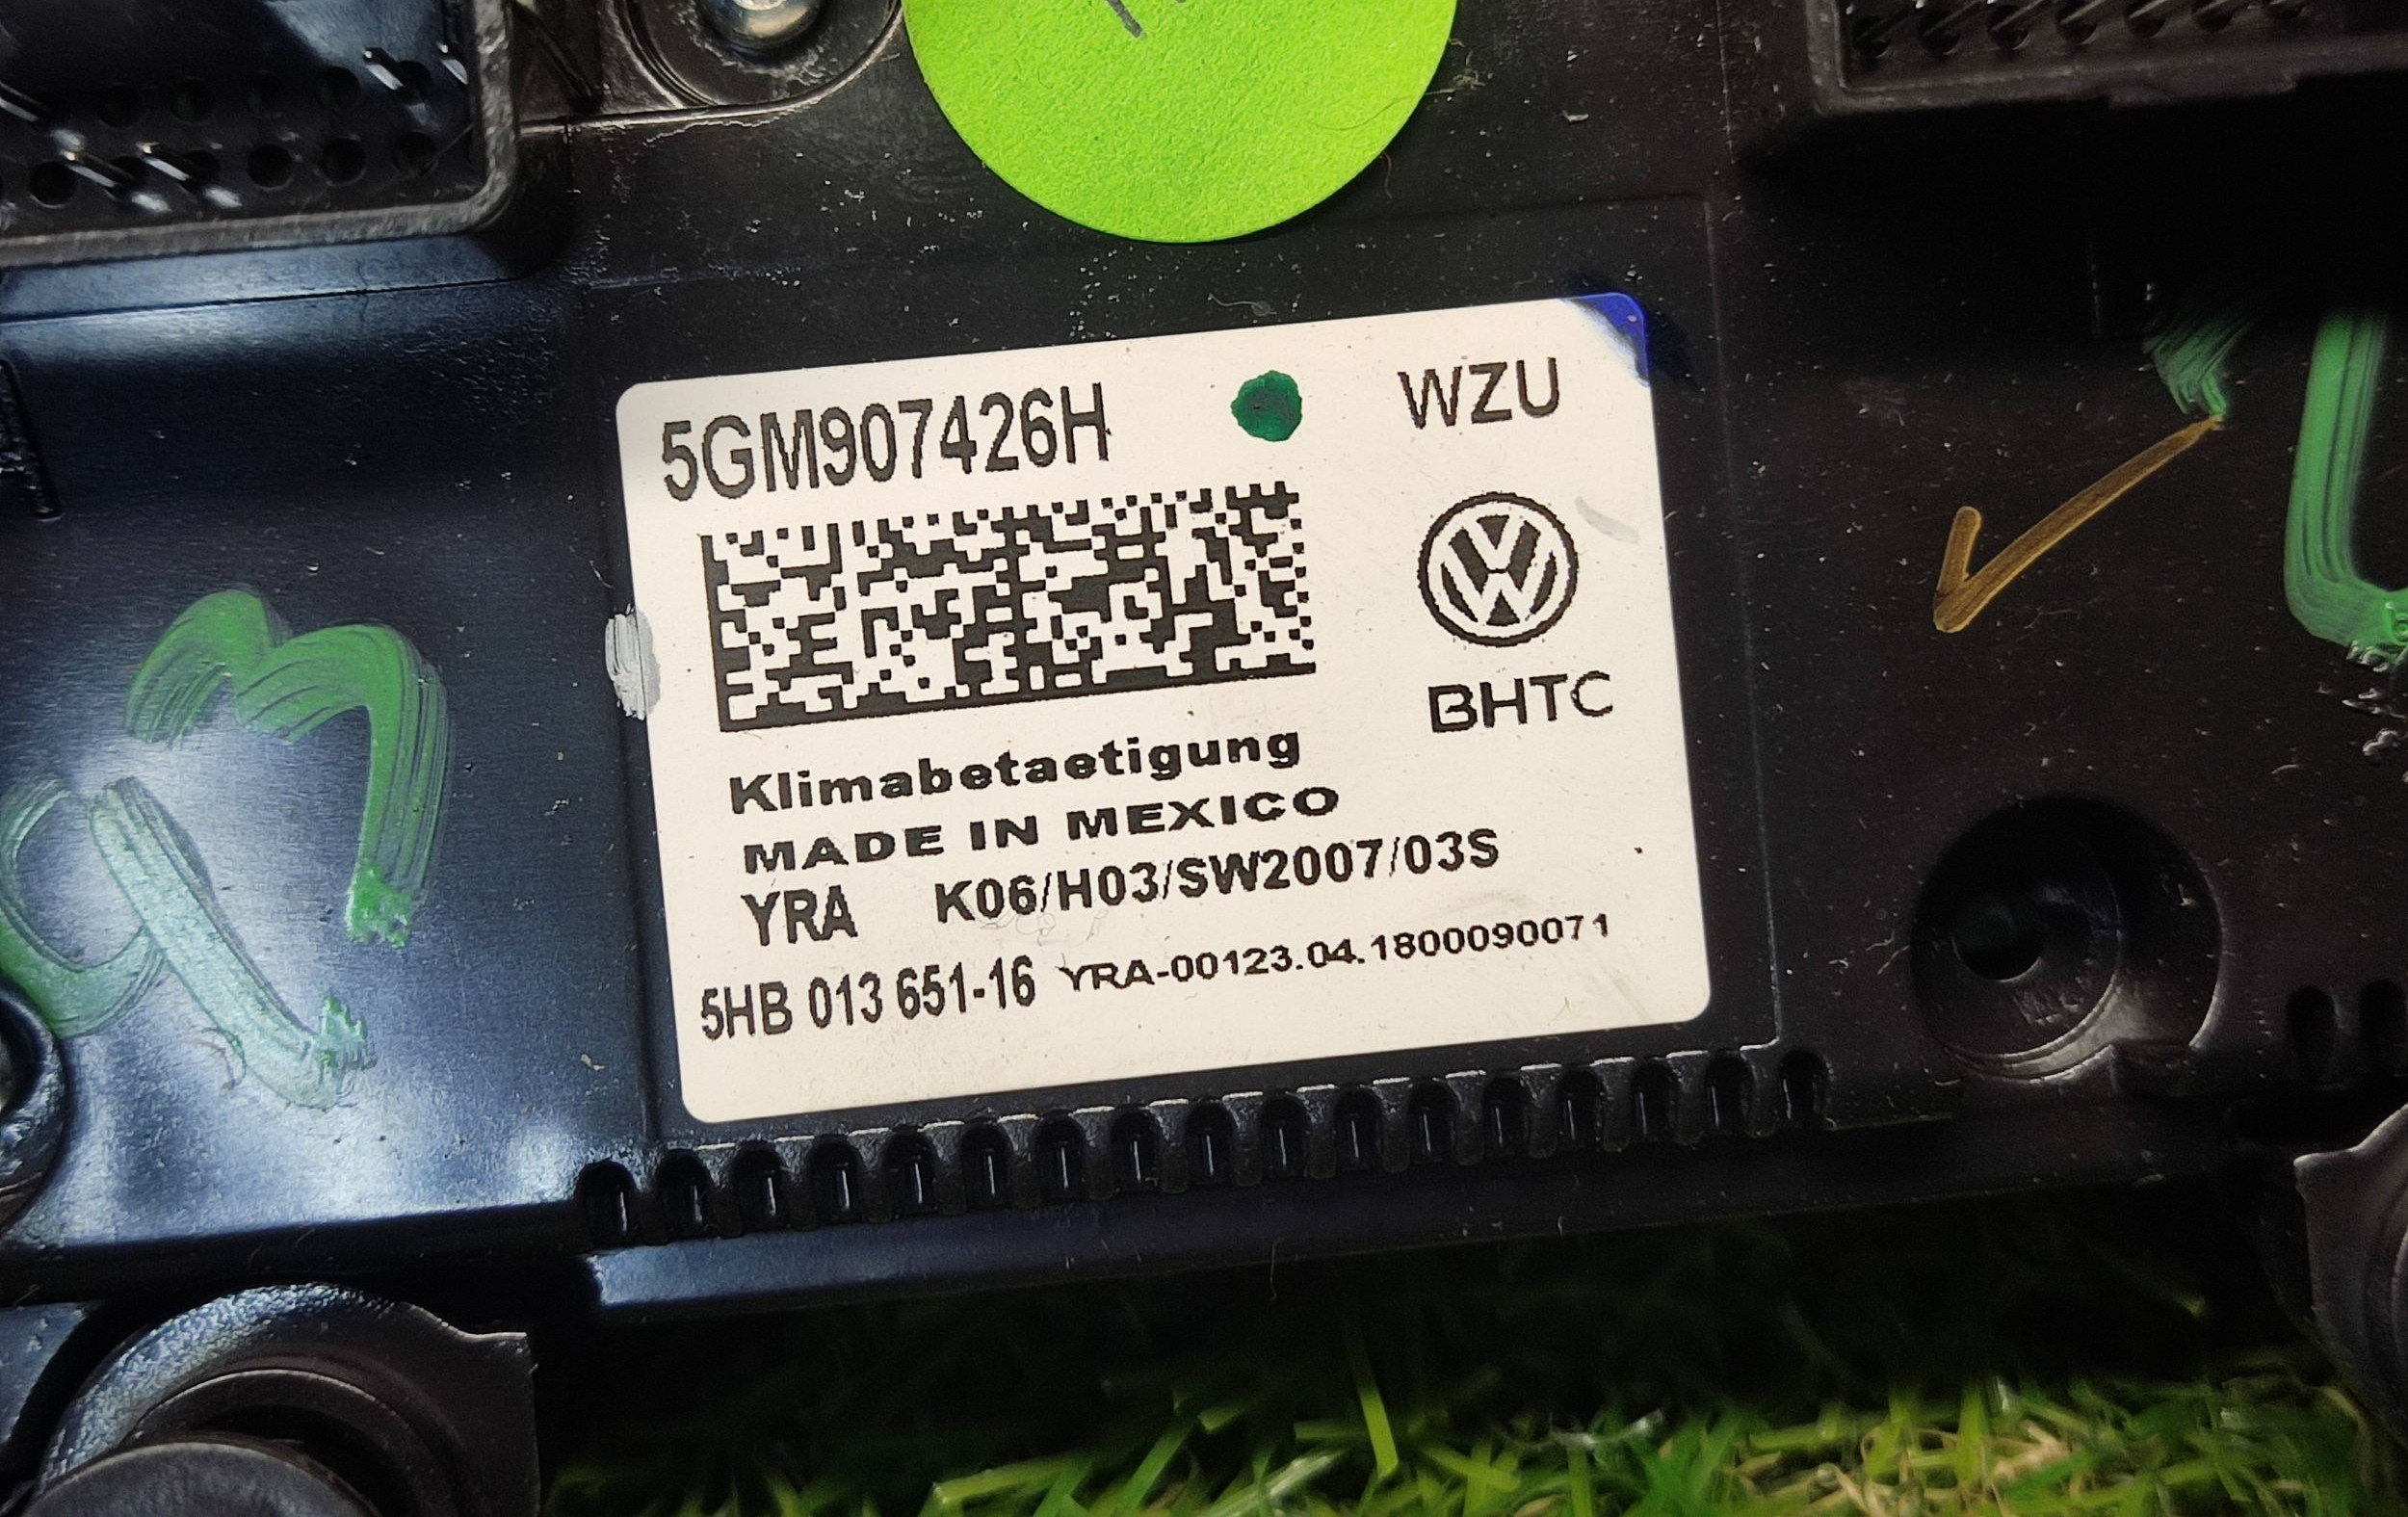 5GM907426H WZU
BHTC
Klimabetaetigung
MADE IN MEXICO
YRA K06/H03/SW2007/03S
5HB 013 651-16 YRA-00123.04.1800090071